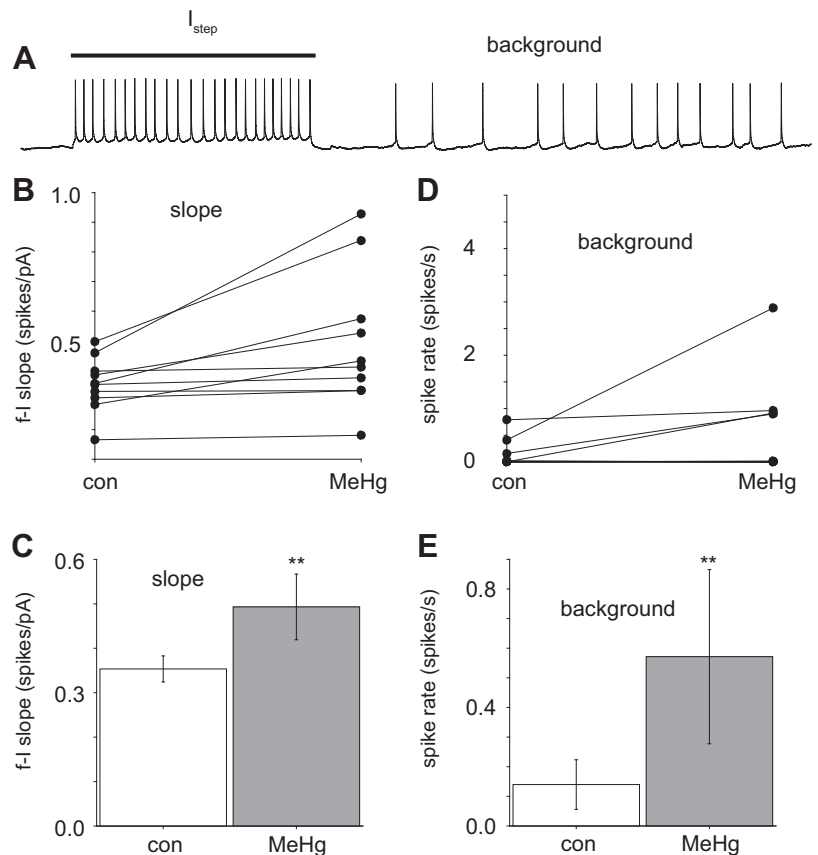 I_step
A
background
B
slope
f-I slope (spikes/pA)
1.0
0.5
con
MeHg
D
background
spike rate (spikes/s)
4
2
0
con
MeHg
C
slope
f-I slope (spikes/pA)
0.6
0.3
0.0
**
con
MeHg
E
background
spike rate (spikes/s)
0.8
0.4
0.0
**
con
MeHg